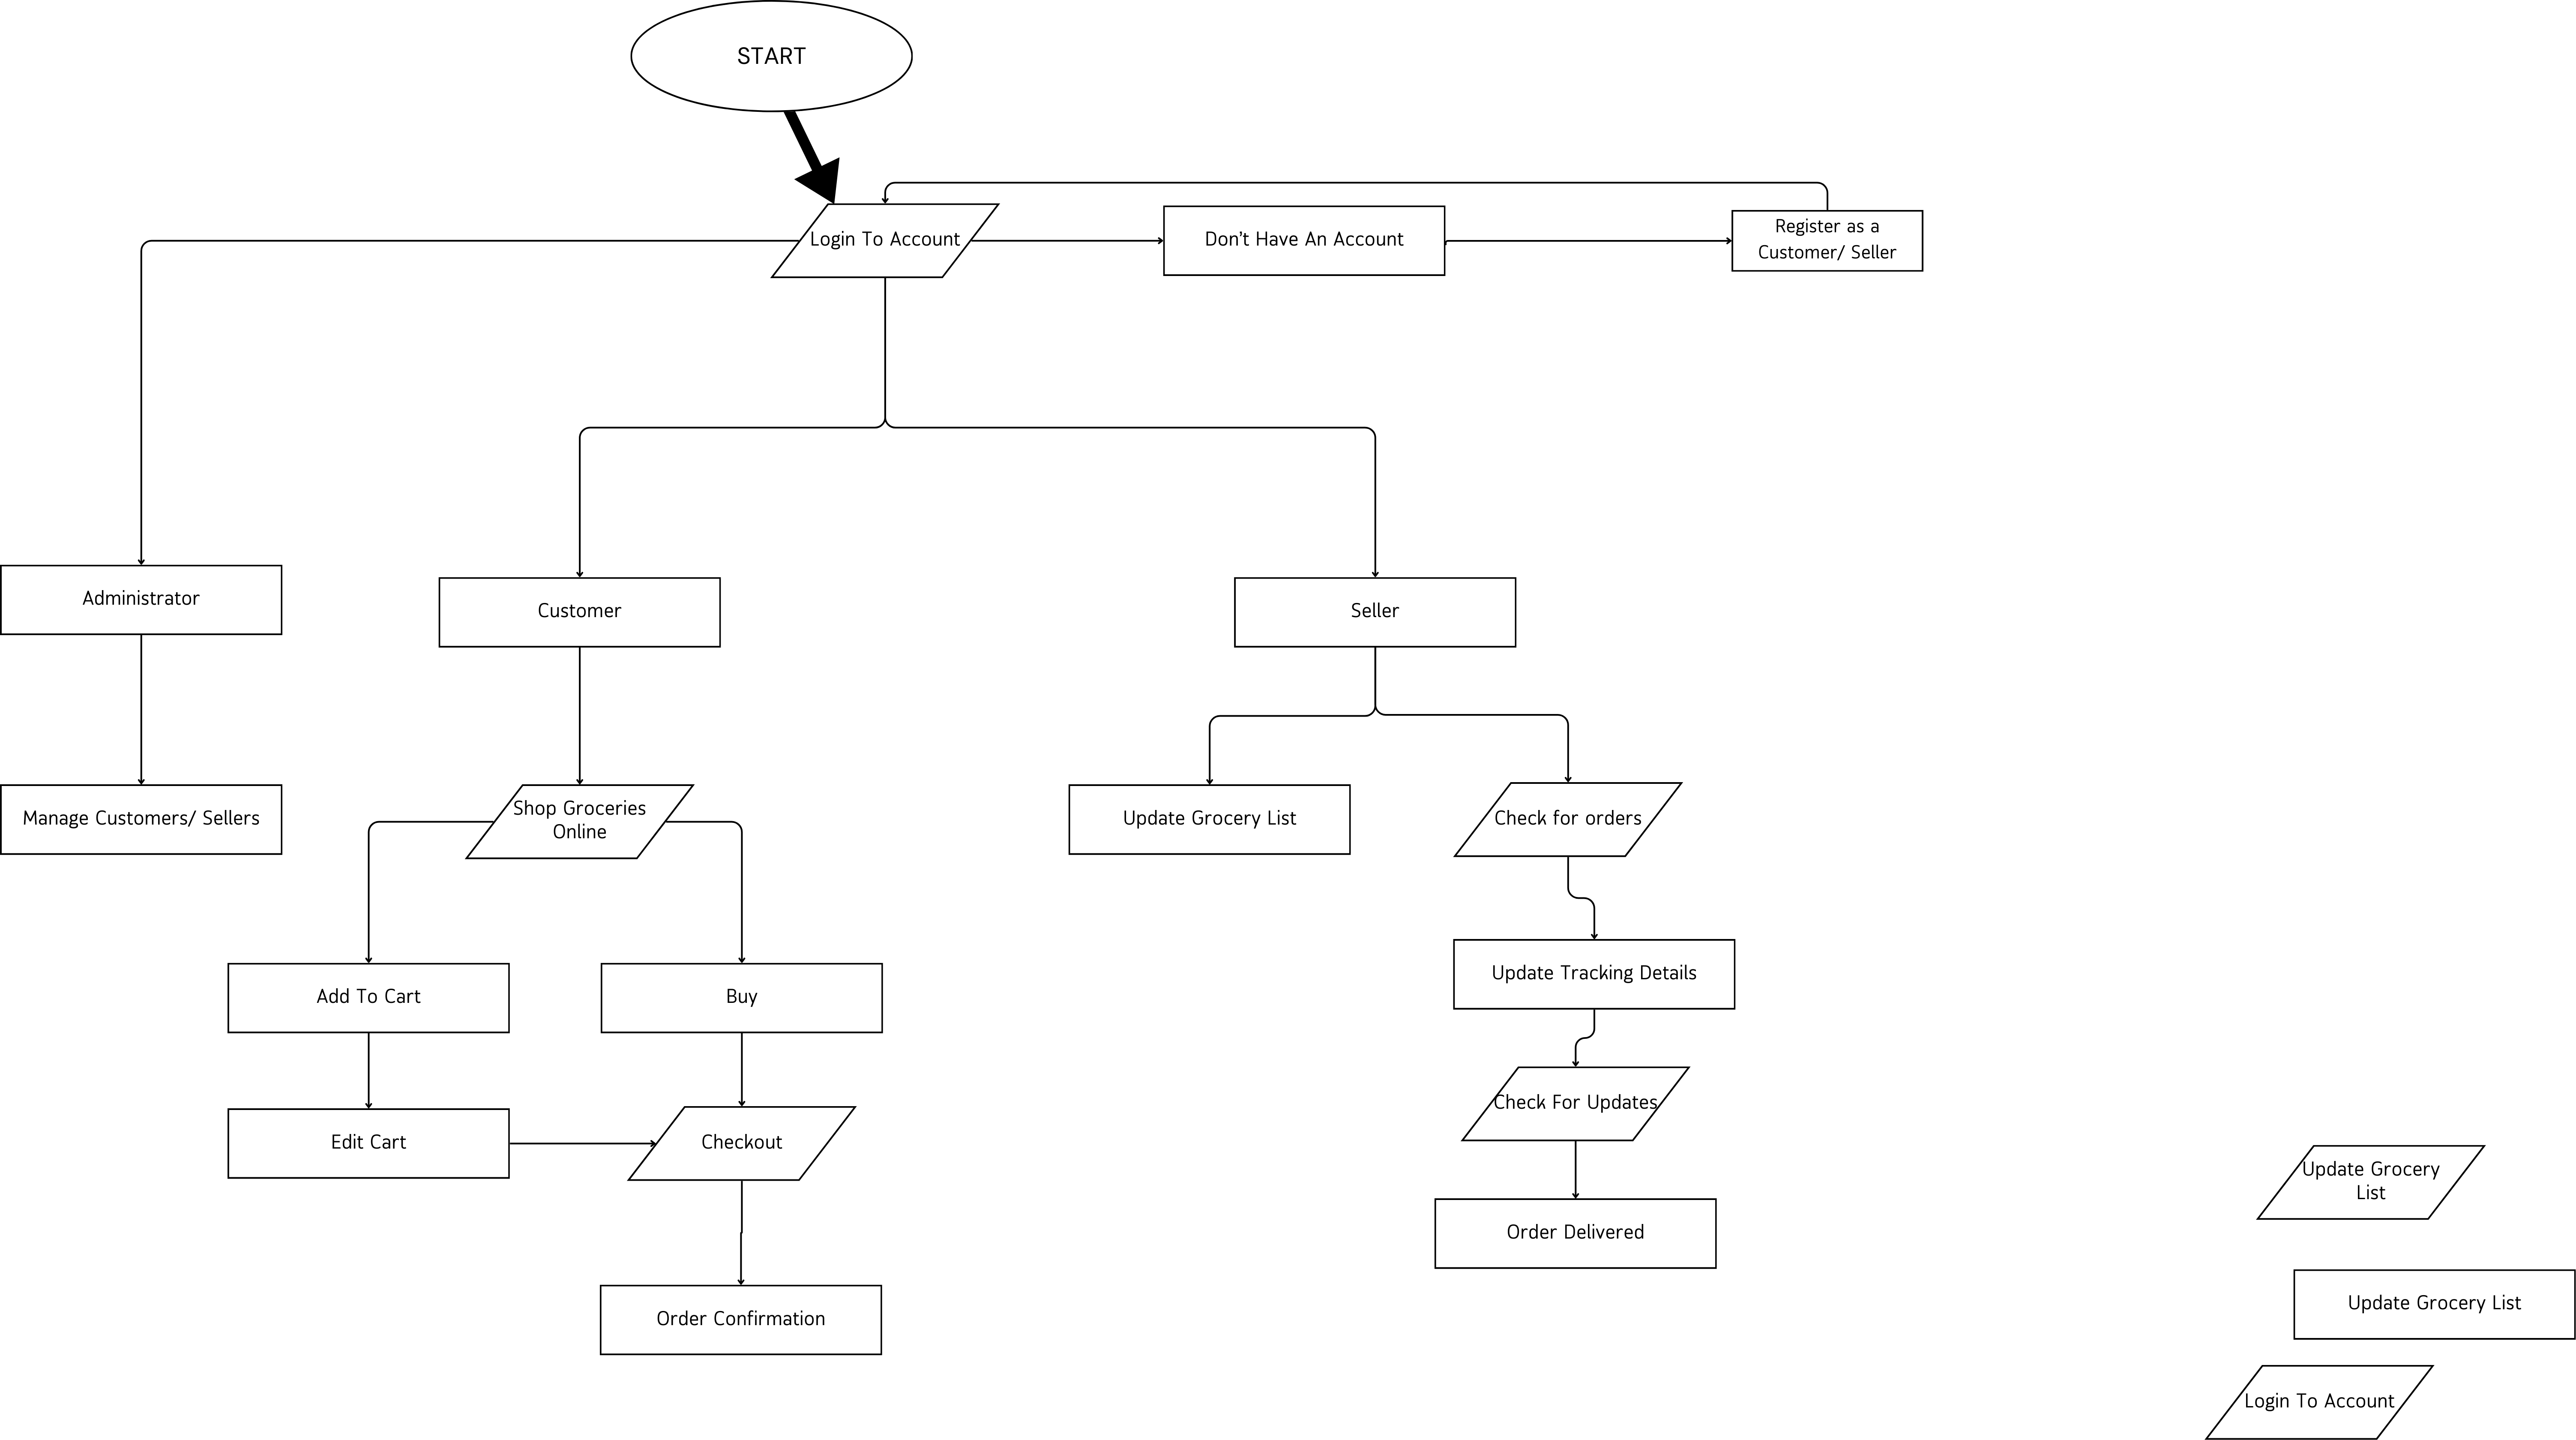 START
Login To Account
Don't Have An Account
Register as a
Customer/ Seller
Administrator
Customer
Seller
Manage Customers/ Sellers
Shop Groceries
Online
Update Grocery List
Check for orders
Update Tracking Details
Add To Cart
Buy
Check For Updates
Edit Cart
Checkout
Order Delivered
Order Confirmation
Update Grocery
List
Update Grocery List
Login To Account